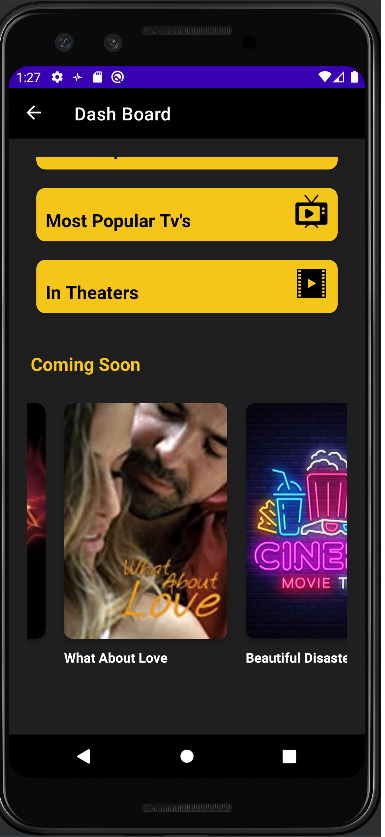 1:27
Dash Board
Most Popular Tv's
In Theaters
Coming Soon
What About
Love
CINE
MOVIE T
What About Love
Beautiful Disaste